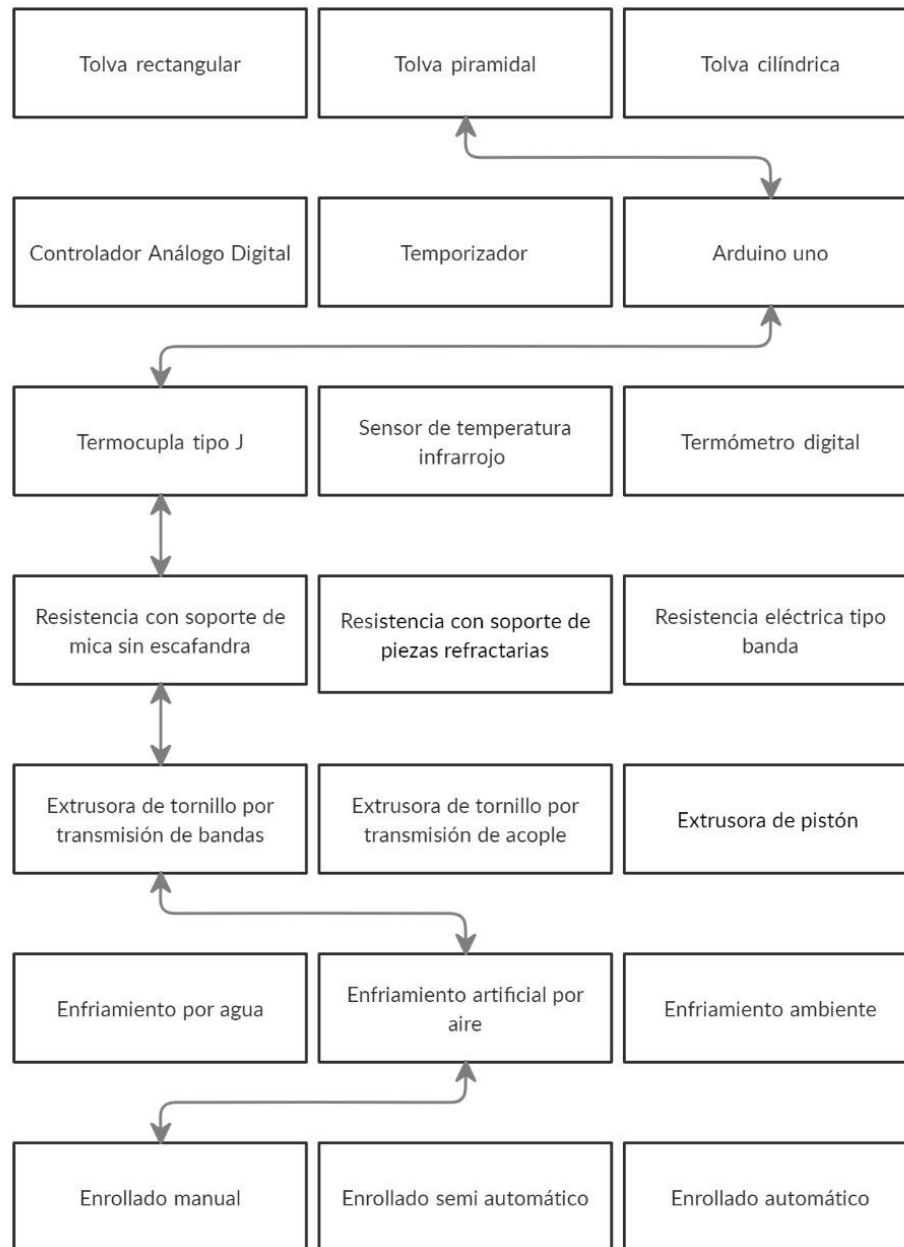 Tolva rectangular
Tolva piramidal
Tolva cilíndrica
Controlador Análogo Digital
Temporizador
Arduino uno
Termocupla tipo J
Sensor de temperatura
infrarrojo
Termómetro digital
Resistencia con soporte de
mica sin escafandra
Resistencia con soporte de
piezas refractarias
Resistencia eléctrica tipo
banda
Extrusora de tornillo por
transmisión de bandas
Extrusora de tornillo por
transmisión de acople
Extrusora de pistón
Enfriamiento por agua
Enfriamiento artificial por
aire
Enfriamiento ambiente
Enrollado manual
Enrollado semi automático
Enrollado automático